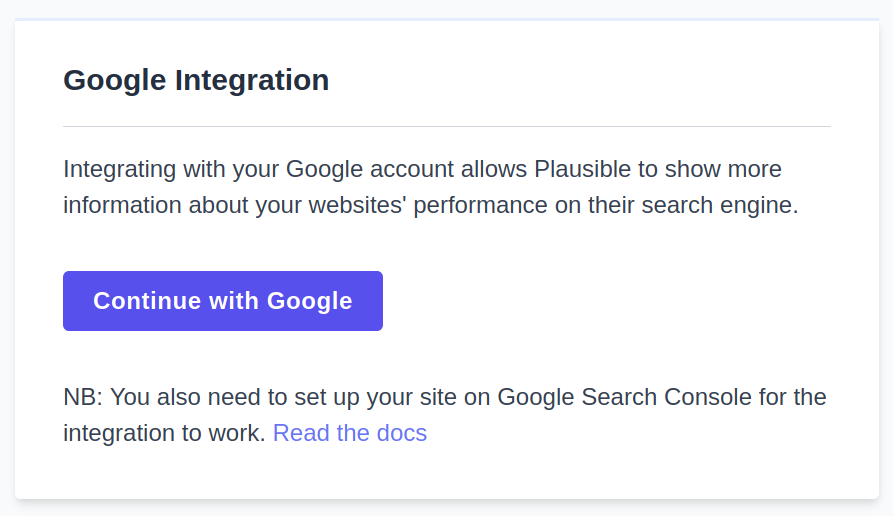 Google Integration
Integrating with your Google account allows Plausible to show more
information about your websites' performance on their search engine.
Continue with Google
NB: You also need to set up your site on Google Search Console for the
integration to work. Read the docs